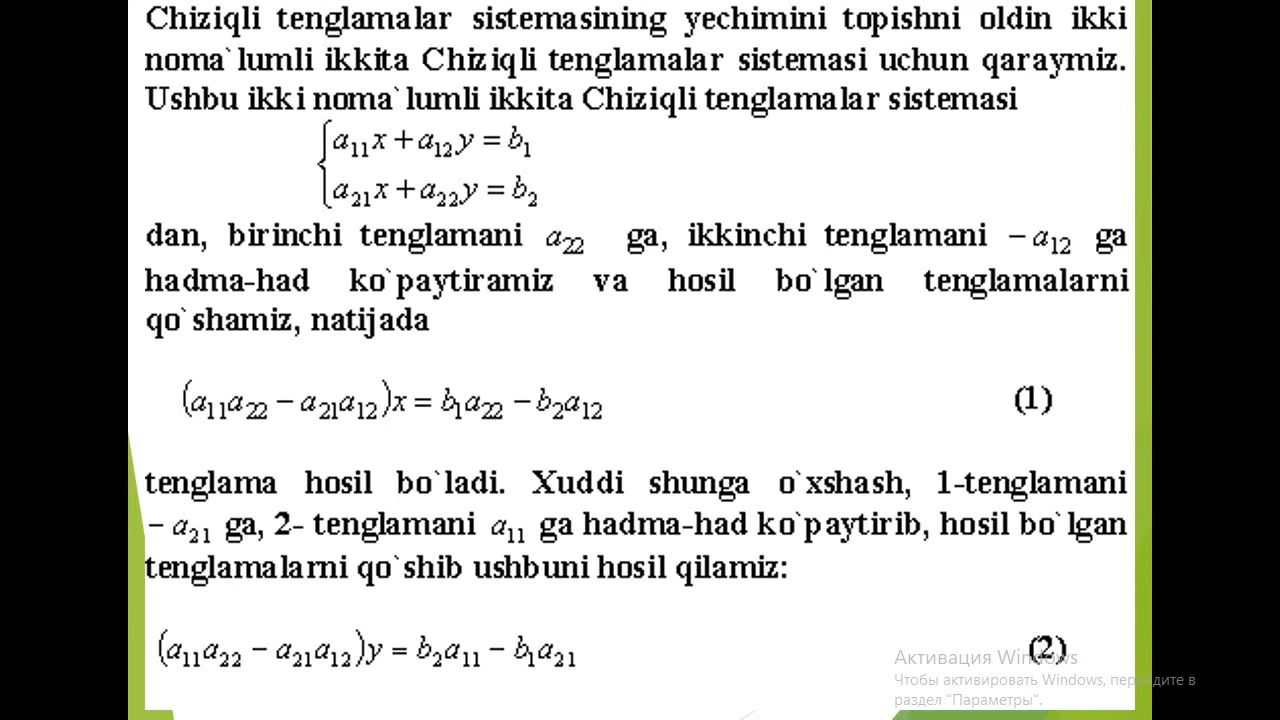 Chiziqli tenglamalar sistemasining yechimini topishni oldin ikki
noma`lumli ikkita Chiziqli tenglamalar sistemasi uchun qaraymiz.
Ushbu ikki noma`lumli ikkita Chiziqli tenglamalar sistemasi
a₁₁x + a₁₂y = b₁
a₂₁x + a₂₂y = b₂
dan, birinchi tenglamani a₂₂ ga, ikkinchi tenglamani − a₁₂ ga
hadma-had ko`paytiramiz va hosil bo`lgan tenglamalarni
qo`shamiz, natijada
(a₁₁a₂₂ − a₂₁a₁₂)x = b₁a₂₂ − b₂a₁₂ (1)
tenglama hosil bo`ladi. Xuddi shunga o`xshash, 1-tenglamani
− a₂₁ ga, 2- tenglamani a₁₁ ga hadma-had ko`paytirib, hosil bo`lgan
tenglamalarni qo`shib ushbuni hosil qilamiz:
(a₁₁a₂₂ − a₂₁a₁₂)y = b₂a₁₁ − b₁a₂₁ (2)
Активация Windows
Чтобы активировать Windows, перейдите в
раздел "Параметры".